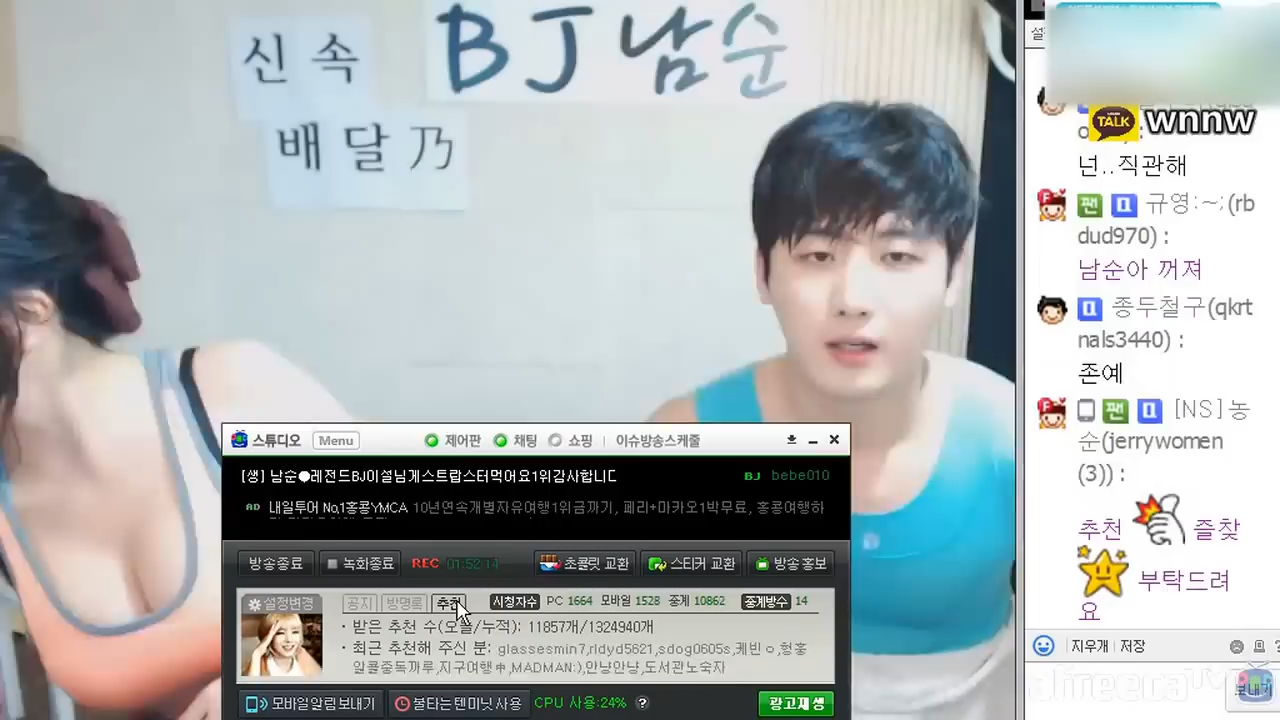 BJ 남순
신 속
배 달 乃
스튜디오 Menu 제어판 채팅 쇼핑 이슈방송스케쥴
[생] 남순●레전드BJ이설님게스트랍스터먹어요1위감사합니다
BJ bebe010
AD 내일투어 No,1홍콩YMCA 10년연속개별자유여행1위금까기, 페리+마카오1박무료, 홍콩여행하
방송종료 녹화종료 REC 01:52:14 초콜릿 교환 스티커 교환 방송 홍보
설정변경 공지 방명록 시청자수 PC 1664 모바일 1528 중계 10862 중계방수 14
· 받은 추천 수(오늘/누적): 11857개/1324940개
· 최근 추천해 주신 분: glassesmin7,rldyd5621,sdog0605s,케빈ㅇ,형홍
알콜중독까루,지구여행中,MADMAN:),안냥안냥,도서관노숙자
모바일알림보내기 불타는텐미닛사용 CPU 사용:24% ? 광고재생
TALK wnnw
넌..직관해
팬 규영:~;(rb
dud970) :
남순아 꺼져
종두철구(qkrt
nals3440) :
존예
팬 [NS]농
순(jerrywomen
(3)) :
추천 즐찾
부탁드려
요
지우개 저장
afreecaTV
보내기